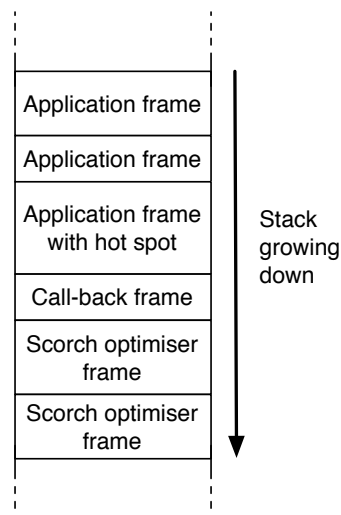 Application frame
Application frame
Application frame
with hot spot
Call-back frame
Scorch optimiser
frame
Scorch optimiser
frame
Stack
growing
down